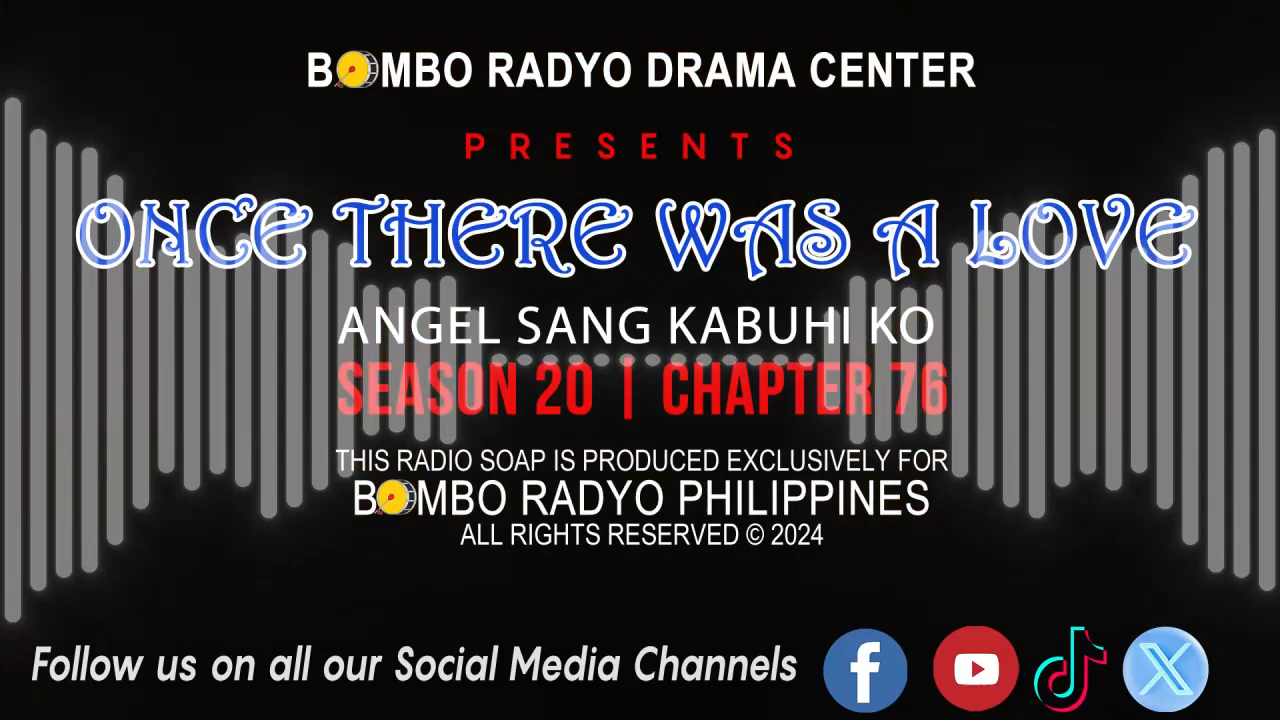 BOMBO RADYO DRAMA CENTER
PRESENTS
ONCE THERE WAS A LOVE
ANGEL SANG KABUHI KO
SEASON 20 | CHAPTER 76
THIS RADIO SOAP IS PRODUCED EXCLUSIVELY FOR
BOMBO RADYO PHILIPPINES
ALL RIGHTS RESERVED © 2024
Follow us on all our Social Media Channels